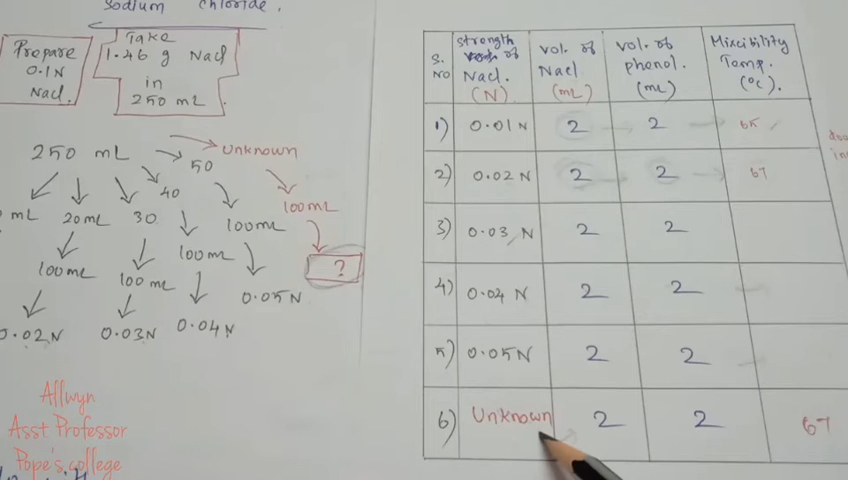 Sodium Chloride.
Prepare
0.1N
Nacl.
Take
1.46 g Nacl
in
250 mL
250 mL
Unknown
50
40
mL
20mL
30
100mL
100mL
100mL
100mL
100mL
?
0.02N
0.03N
0.04N
0.05N
Allwyn
Asst Professor
Pope's college
S. NO
strength of Nacl. (N)
vol. of Nacl (mL)
vol. of phenol. (mL)
Miscibility Temp. (°c).
1) 0.01N 2 2 65
2) 0.02N 2 2 67
3) 0.03N 2 2
4) 0.04 N 2 2
5) 0.05N 2 2
6) Unknown 2 2 67